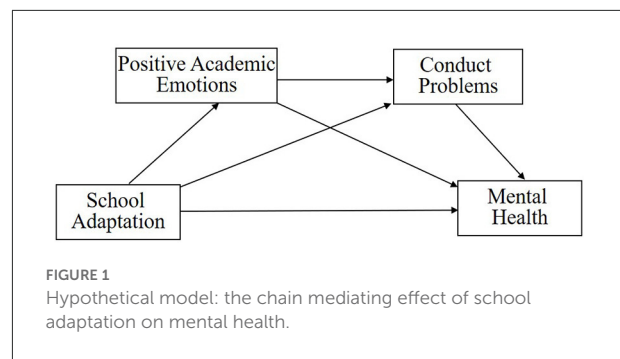 Positive Academic
Emotions
Conduct
Problems
School
Adaptation
Mental
Health
FIGURE 1
Hypothetical model: the chain mediating effect of school
adaptation on mental health.